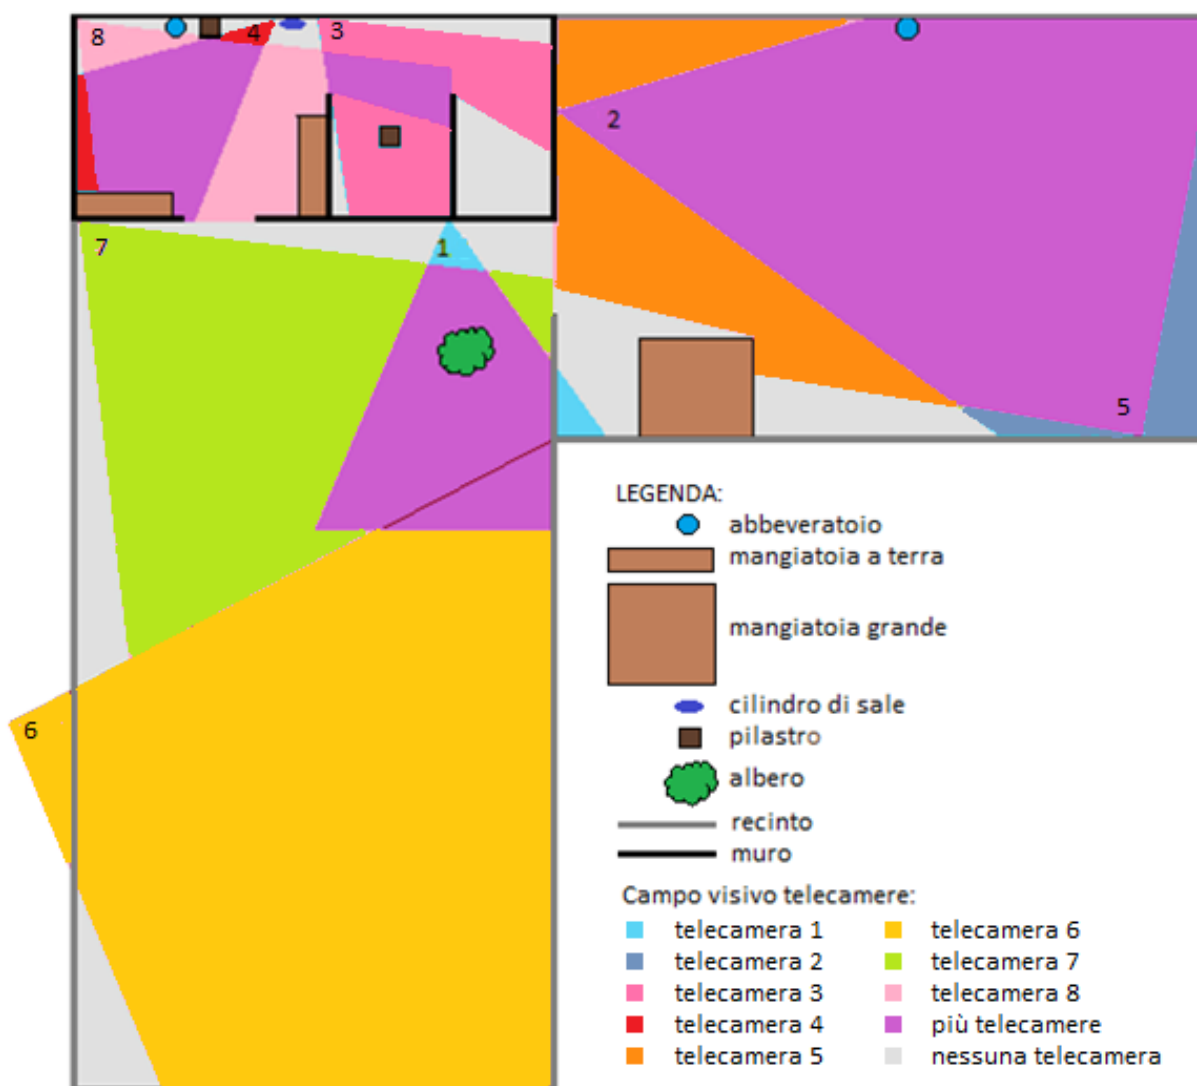 8
4
3
2
7
1
5
6
LEGENDA:
abbeveratoio
mangiatoia a terra
mangiatoia grande
cilindro di sale
pilastro
albero
recinto
muro
Campo visivo telecamere:
telecamera 1 telecamera 6
telecamera 2 telecamera 7
telecamera 3 telecamera 8
telecamera 4 più telecamere
telecamera 5 nessuna telecamera